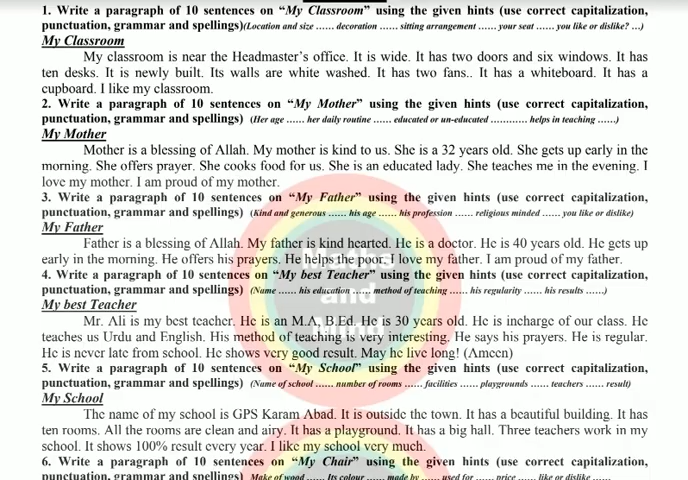 1. Write a paragraph of 10 sentences on “My Classroom” using the given hints (use correct capitalization,
punctuation, grammar and spellings)(Location and size ...... decoration ...... sitting arrangement ...... your seat ...... you like or dislike? ...)
My Classroom
My classroom is near the Headmaster’s office. It is wide. It has two doors and six windows. It has
ten desks. It is newly built. Its walls are white washed. It has two fans.. It has a whiteboard. It has a
cupboard. I like my classroom.
2. Write a paragraph of 10 sentences on “My Mother” using the given hints (use correct capitalization,
punctuation, grammar and spellings) (Her age ...... her daily routine ...... educated or un-educated ............ helps in teaching ......)
My Mother
Mother is a blessing of Allah. My mother is kind to us. She is a 32 years old. She gets up early in the
morning. She offers prayer. She cooks food for us. She is an educated lady. She teaches me in the evening. I
love my mother. I am proud of my mother.
3. Write a paragraph of 10 sentences on “My Father” using the given hints (use correct capitalization,
punctuation, grammar and spellings) (Kind and generous ...... his age ...... his profession ...... religious minded ...... you like or dislike)
My Father
Father is a blessing of Allah. My father is kind hearted. He is a doctor. He is 40 years old. He gets up
early in the morning. He offers his prayers. He helps the poor. I love my father. I am proud of my father.
4. Write a paragraph of 10 sentences on “My best Teacher” using the given hints (use correct capitalization,
punctuation, grammar and spellings) (Name ...... his education ...... method of teaching ...... his regularity ...... his results ......)
My best Teacher
Mr. Ali is my best teacher. He is an M.A, B.Ed. He is 30 years old. He is incharge of our class. He
teaches us Urdu and English. His method of teaching is very interesting. He says his prayers. He is regular.
He is never late from school. He shows very good result. May he live long! (Ameen)
5. Write a paragraph of 10 sentences on “My School” using the given hints (use correct capitalization,
punctuation, grammar and spellings) (Name of school ...... number of rooms ...... facilities ...... playgrounds ...... teachers ...... result)
My School
The name of my school is GPS Karam Abad. It is outside the town. It has a beautiful building. It has
ten rooms. All the rooms are clean and airy. It has a playground. It has a big hall. Three teachers work in my
school. It shows 100% result every year. I like my school very much.
6. Write a paragraph of 10 sentences on “My Chair” using the given hints (use correct capitalization,
punctuation, grammar and spellings) (Make of wood ...... Its colour ...... made by ...... used for ...... price ...... like or dislike ......
Maths
and
Mind